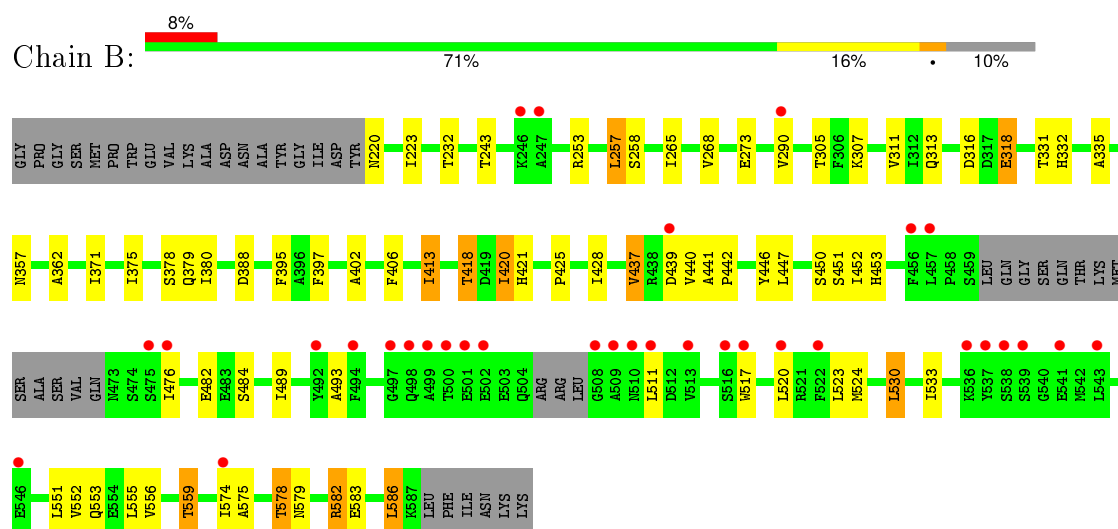 8%
Chain B:
71% 16% • 10%
GLY PRO GLY SER MET PRO TRP GLU VAL LYS ALA ASP ASN ALA TYR GLY ILE ASP TYR N220 I223 T232 T243 K246 A247 R253 L257 S258 I265 V268 E273 V290 T305 F306 K307 V311 I312 Q313 D316 D317 E318 T331 H332 A335
N357 A362 I371 I375 S378 Q379 I380 D388 F395 A396 F397 A402 F406 I413 T418 D419 I420 H421 P425 I428 V437 R438 D439 V440 A441 P442 Y446 L447 S450 S451 I452 H453 F456 L457 P458 S459 LEU GLN GLY SER GLN THR LYS MET
SER ALA SER VAL GLN N473 S474 S475 I476 E482 E483 S484 I489 Y492 A493 F494 G497 Q498 A499 T500 E501 E502 E503 Q504 ARG ARG LEU G508 A509 N510 L511 D512 V513 S516 W517 L520 R521 F522 L523 M524 L530 I533 K536 Y537 S538 S539 G540 E541 M542 L543
E546 L551 V552 Q553 E554 L555 V556 T559 I574 A575 T578 N579 R582 E583 L586 K587 LEU PHE ILE ASN LYS LYS